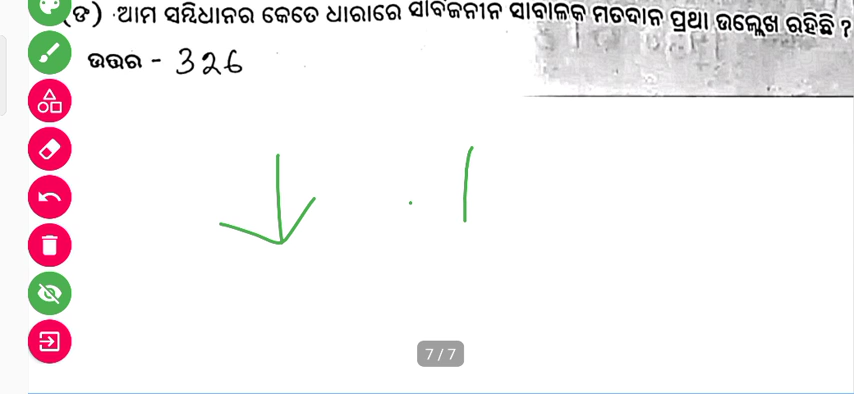 (ଙ) ଆମ ସମ୍ବିଧାନର କେତେ ଧାରାରେ ସାର୍ବଜନୀନ ସାବାଳକ ମତଦାନ ପ୍ରଥା ଉଲ୍ଲେଖ ରହିଛି ?
ଉତ୍ତର - 326
7 / 7